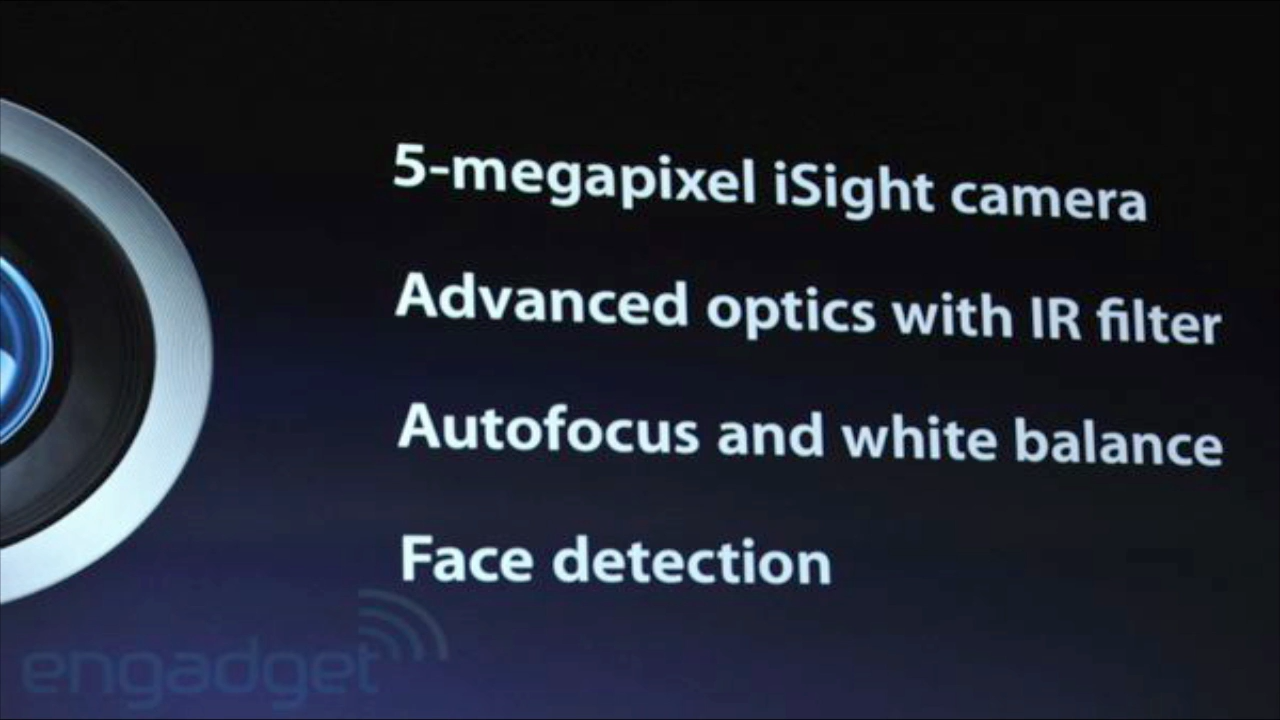 5-megapixel iSight camera
Advanced optics with IR filter
Autofocus and white balance
Face detection
engadget